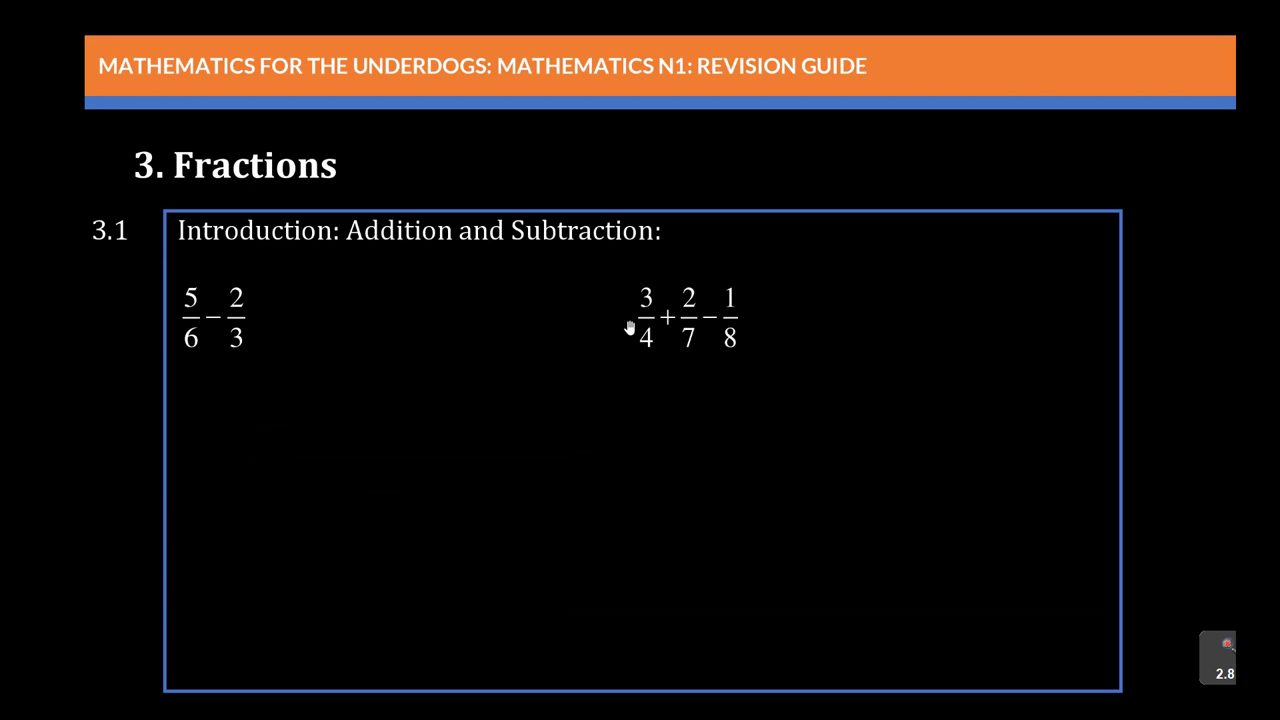 MATHEMATICS FOR THE UNDERDOGS: MATHEMATICS N1: REVISION GUIDE
3. Fractions
3.1 Introduction: Addition and Subtraction:
5/6 − 2/3    3/4 + 2/7 − 1/8
2.8